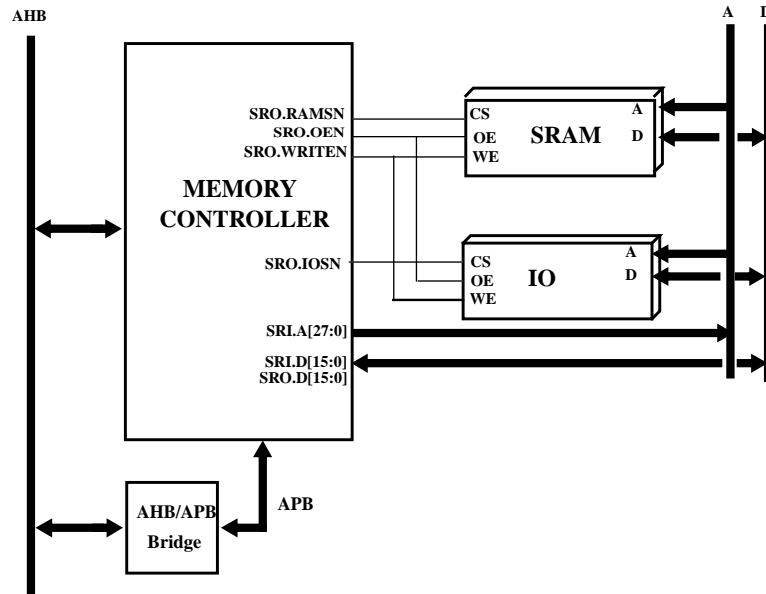 AHB
A
SRO.RAMSN
SRO.OEN
SRO.WRITEN
CS
OE
WE
SRAM
A
D
MEMORY
CONTROLLER
SRO.IOSN
CS
OE
WE
IO
A
D
SRI.A[27:0]
SRI.D[15:0]
SRO.D[15:0]
APB
AHB/APB
Bridge